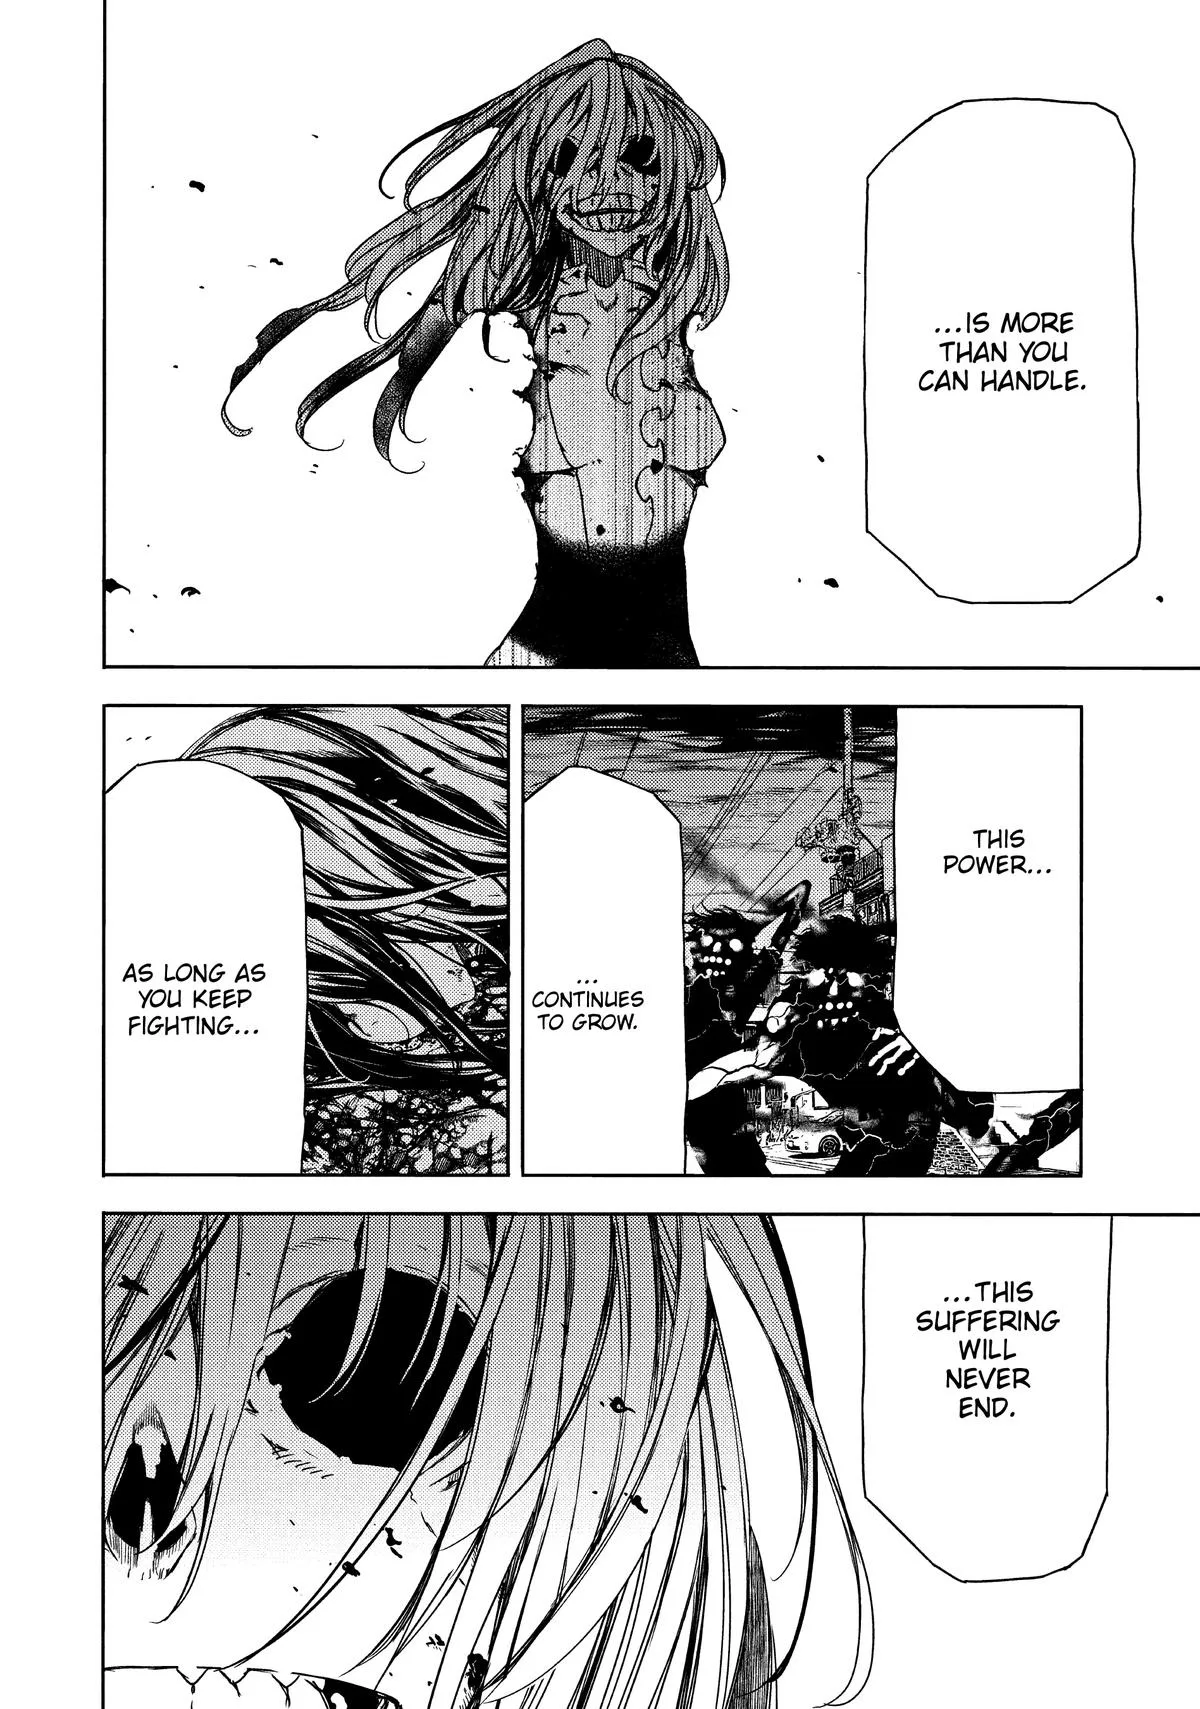 ...IS MORE
THAN YOU
CAN HANDLE.
THIS
POWER...
...
CONTINUES
TO GROW.
AS LONG AS
YOU KEEP
FIGHTING...
...THIS
SUFFERING
WILL
NEVER
END.